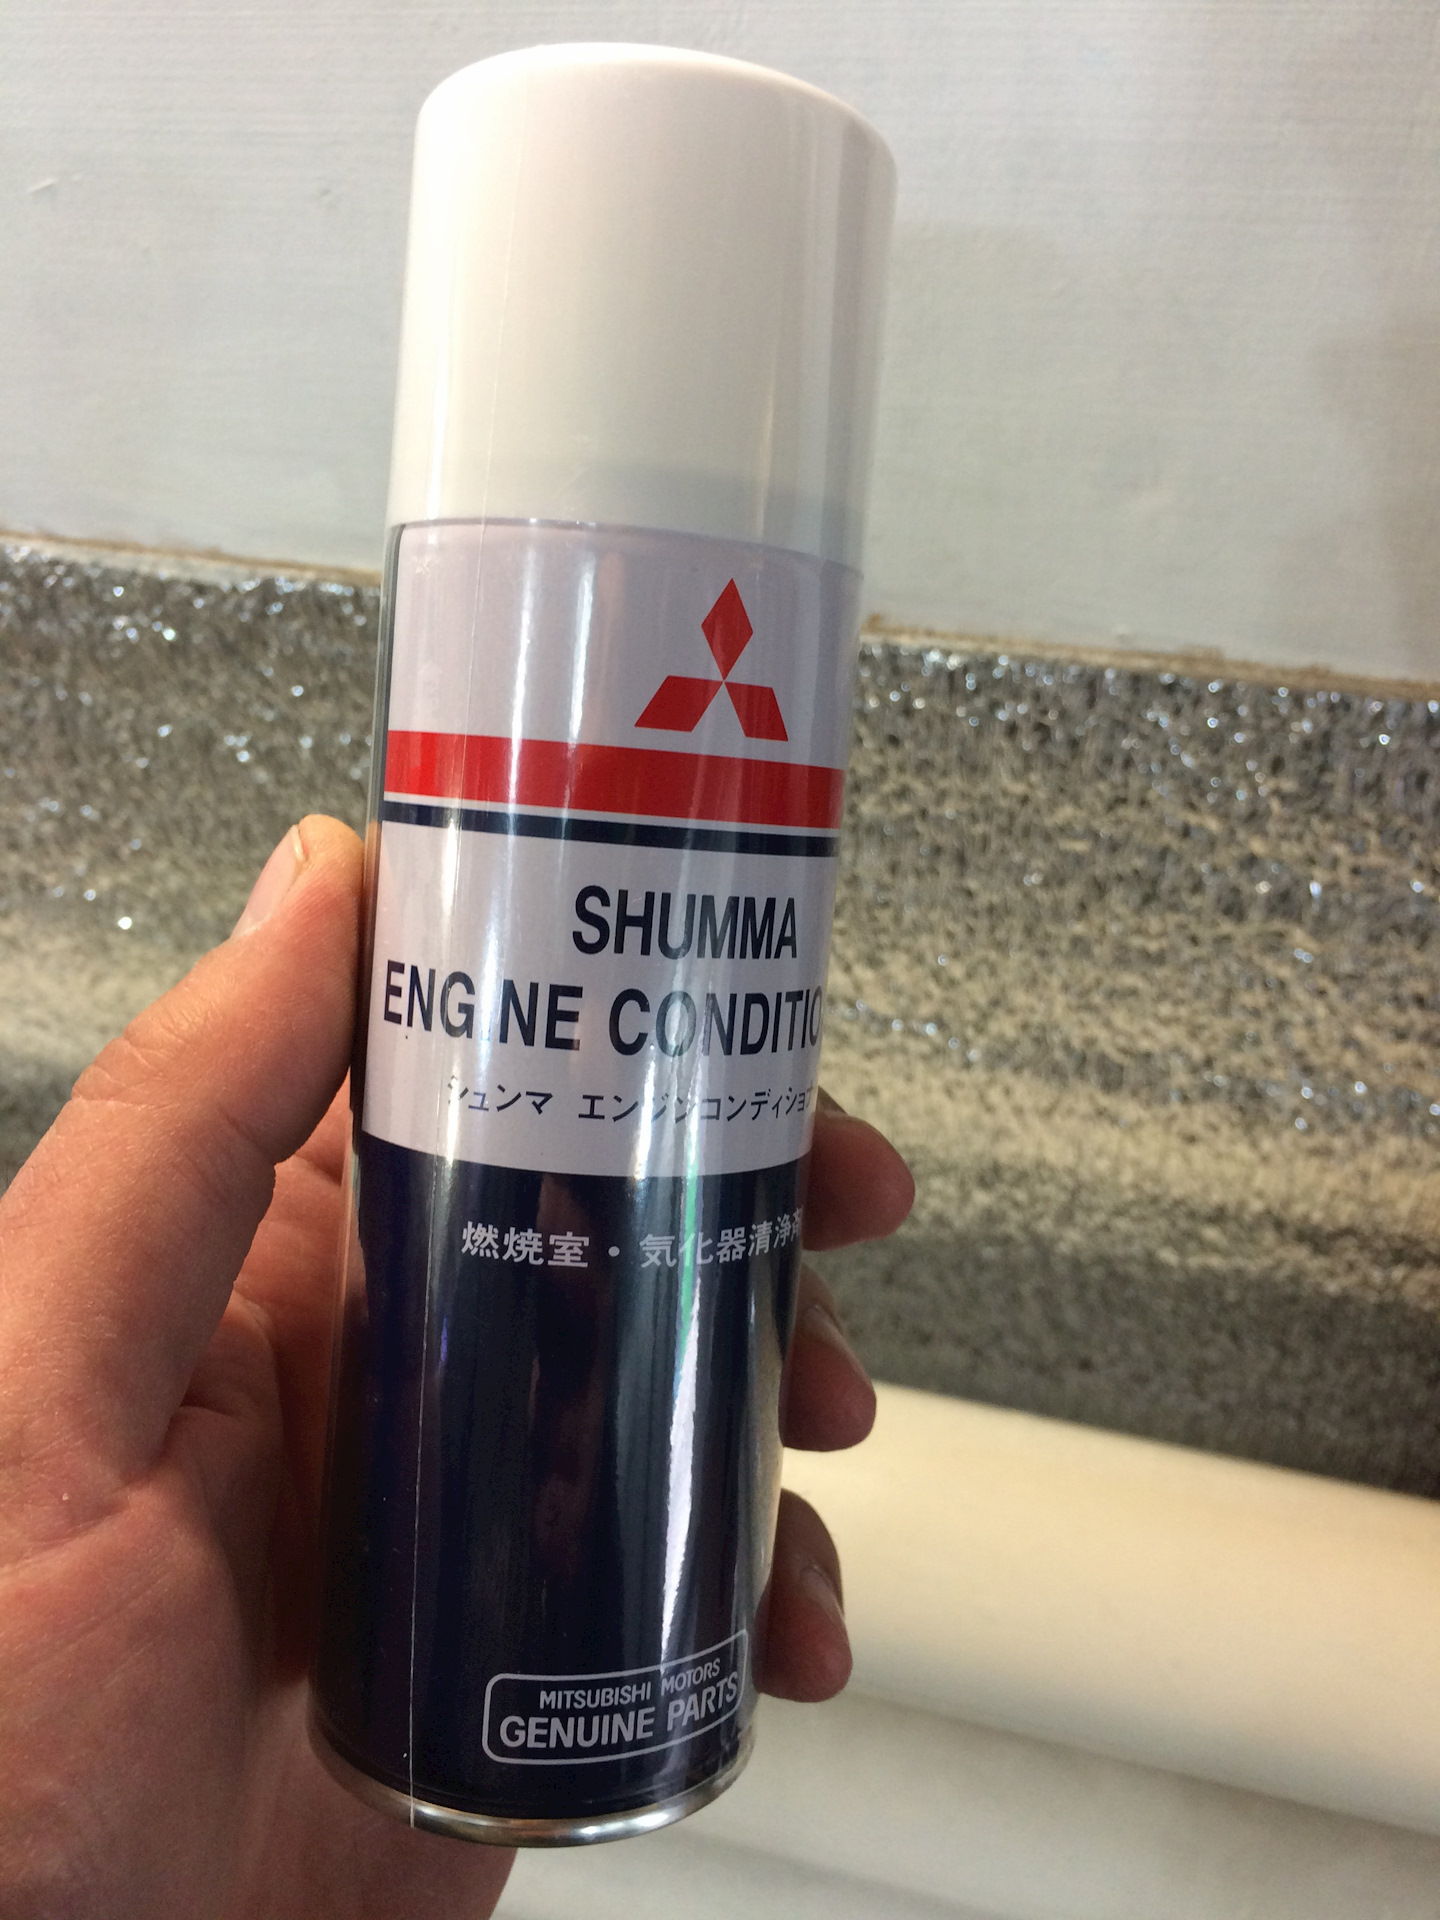 SHUMMA
ENGINE CONDITIO
シュンマ エンジンコンディショ
燃焼室・気化器清浄剤
MITSUBISHI MOTORS
GENUINE PARTS